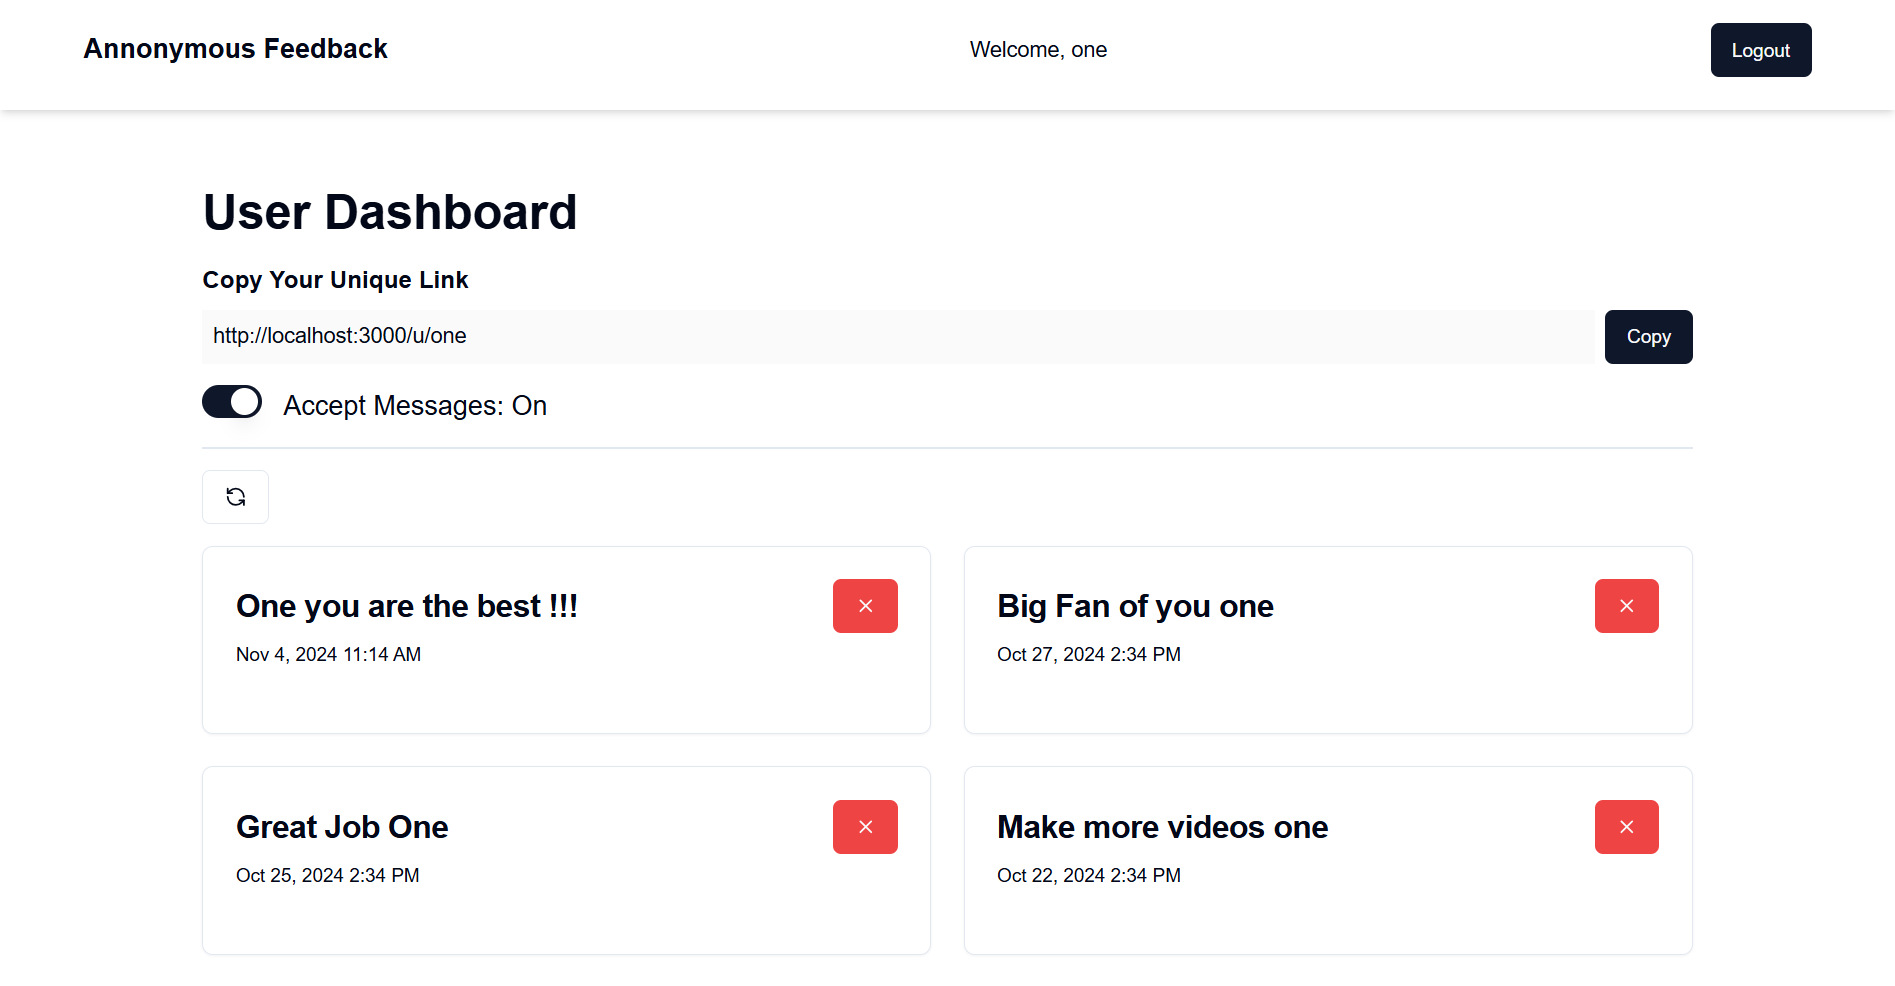 Annonymous Feedback
Welcome, one
Logout
User Dashboard
Copy Your Unique Link
http://localhost:3000/u/one
Copy
Accept Messages: On
One you are the best !!!
Nov 4, 2024 11:14 AM
Big Fan of you one
Oct 27, 2024 2:34 PM
Great Job One
Oct 25, 2024 2:34 PM
Make more videos one
Oct 22, 2024 2:34 PM